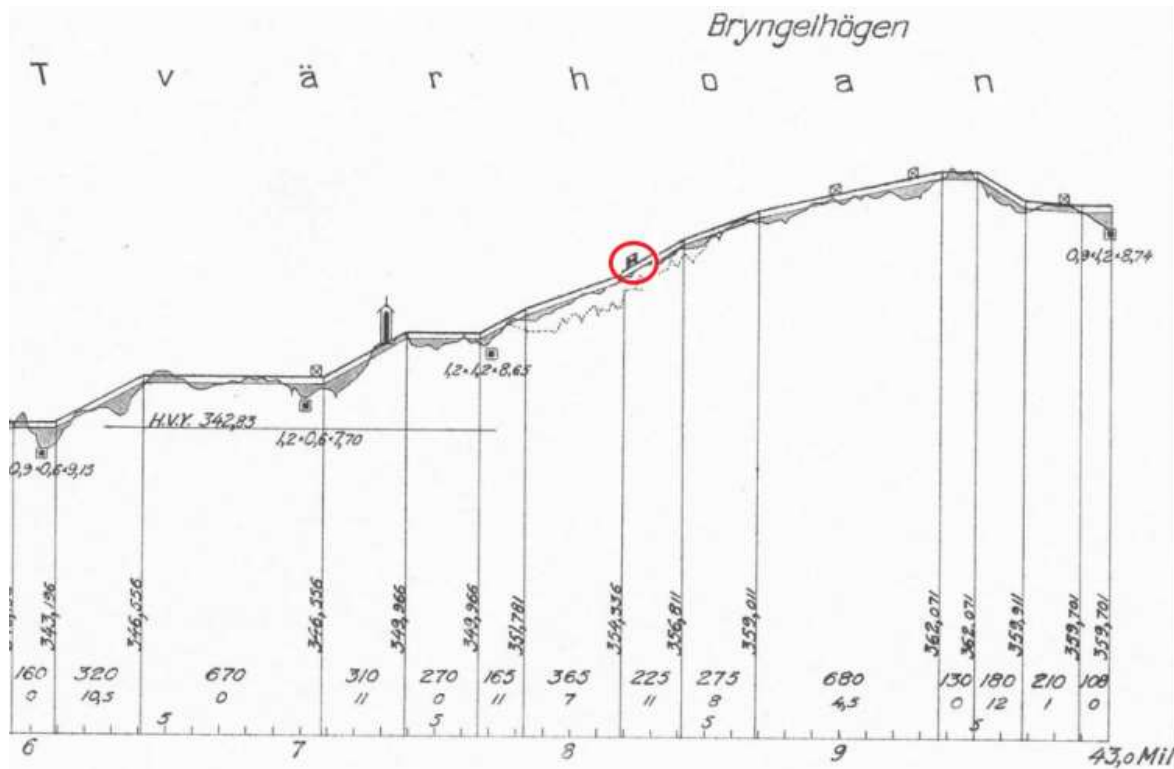 Bryngelhögen
T v ä r h o a n
0,9×1,2×8,74
1,2×1,2×8,65
H.V.Y. 342,83
1,2×0,6×7,70
0,9×0,6×9,15
343,196 346,556 346,556 349,966 349,966 351,781 354,336 356,811 359,011 362,071 362,071 359,911 359,701 359,701
160 320 670 310 270 165 365 225 275 680 130 180 210 108
0 10,5 0 11 0 11 7 11 8 4,5 0 12 1 0
5 5 5 5
6 7 8 9 43,0 Mil